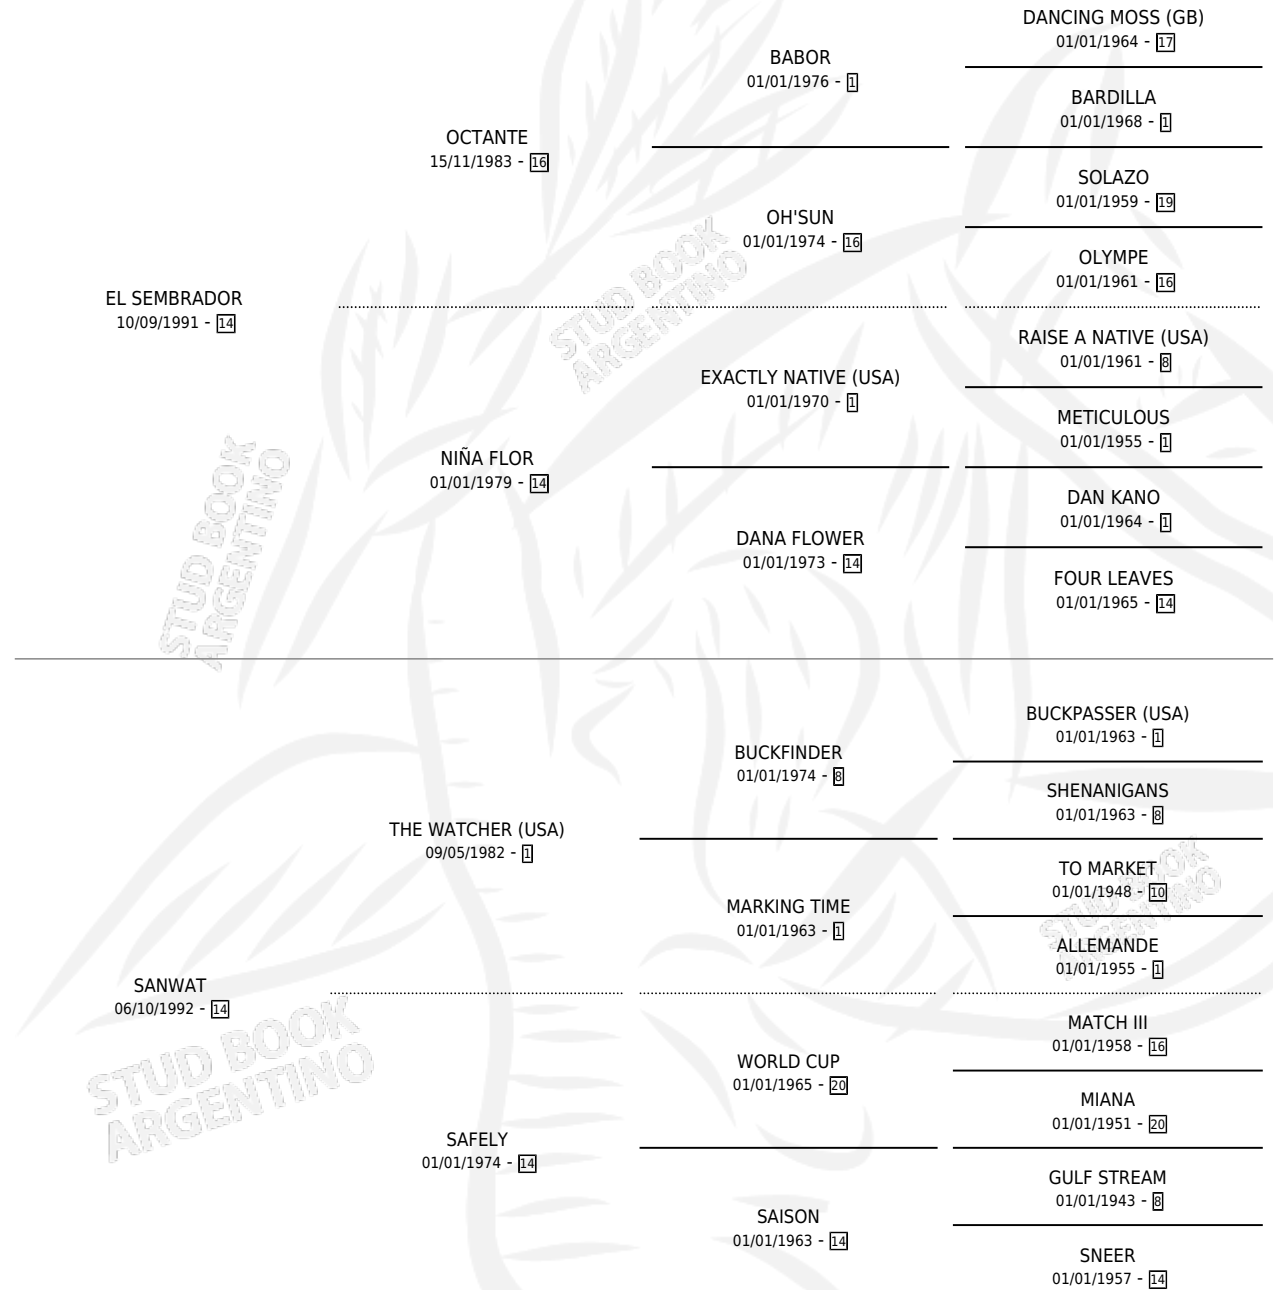 DANCING MOSS (GB)
01/01/1964 - 17
BABOR
01/01/1976 - 1
BARDILLA
01/01/1968 - 1
OCTANTE
15/11/1983 - 16
SOLAZO
01/01/1959 - 19
OH'SUN
01/01/1974 - 16
OLYMPE
01/01/1961 - 16
EL SEMBRADOR
10/09/1991 - 14
RAISE A NATIVE (USA)
01/01/1961 - 8
EXACTLY NATIVE (USA)
01/01/1970 - 1
METICULOUS
01/01/1955 - 1
NIÑA FLOR
01/01/1979 - 14
DAN KANO
01/01/1964 - 1
DANA FLOWER
01/01/1973 - 14
FOUR LEAVES
01/01/1965 - 14
STUD BOOK
ARGENTINO
STUD BOOK
ARGENTINO
BUCKPASSER (USA)
01/01/1963 - 1
BUCKFINDER
01/01/1974 - 8
SHENANIGANS
01/01/1963 - 8
THE WATCHER (USA)
09/05/1982 - 1
TO MARKET
01/01/1948 - 10
MARKING TIME
01/01/1963 - 1
ALLEMANDE
01/01/1955 - 1
SANWAT
06/10/1992 - 14
MATCH III
01/01/1958 - 16
WORLD CUP
01/01/1965 - 20
MIANA
01/01/1951 - 20
SAFELY
01/01/1974 - 14
GULF STREAM
01/01/1943 - 8
SAISON
01/01/1963 - 14
SNEER
01/01/1957 - 14
STUD BOOK
ARGENTINO
STUD BOOK
ARGENTINO